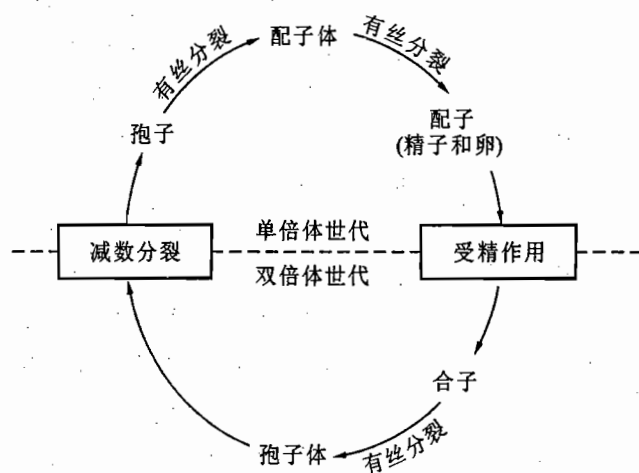 配子体
有丝分裂
有丝分裂
孢子
配子
(精子和卵)
减数分裂
单倍体世代
受精作用
双倍体世代
合子
有丝分裂
孢子体